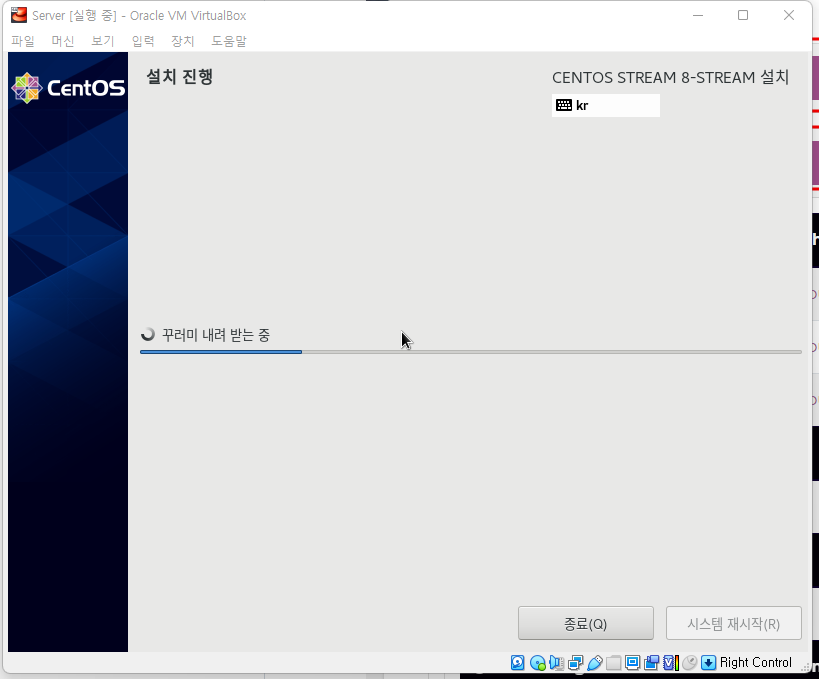 Server [실행 중] - Oracle VM VirtualBox
파일 머신 보기 입력 장치 도움말
CentOS
설치 진행
CENTOS STREAM 8-STREAM 설치
kr
꾸러미 내려 받는 중
종료(Q)
시스템 재시작(R)
Right Control